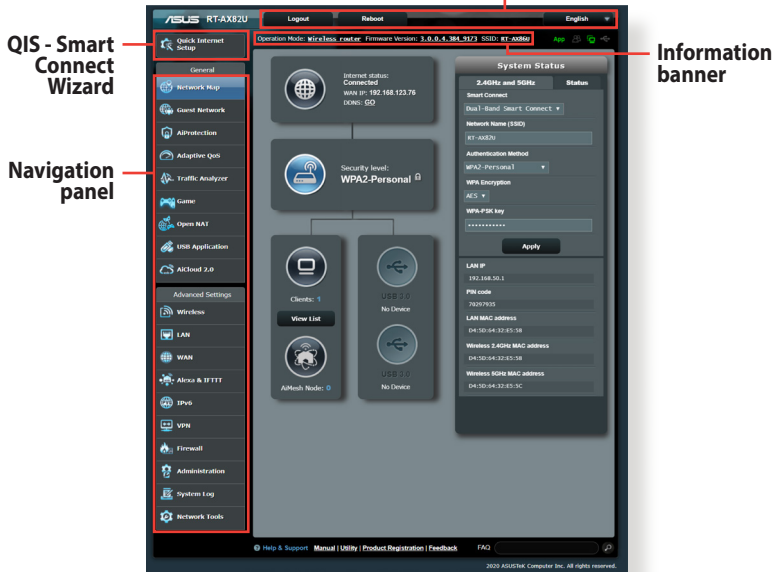 ASUS RT-AX82U Logout Reboot English
QIS - Smart
Connect
Wizard
Quick Internet
Setup
Operation Mode: Wireless router Firmware Version: 3.0.0.4.384_9173 SSID: RT-AX86U App
Information
banner
Navigation
panel
General
Network Map
Guest Network
AiProtection
Adaptive QoS
Traffic Analyzer
Game
Open NAT
USB Application
AiCloud 2.0
Advanced Settings
Wireless
LAN
WAN
Alexa & IFTTT
IPv6
VPN
Firewall
Administration
System Log
Network Tools
Internet status:
Connected
WAN IP: 192.168.123.76
DDNS: GO
Security level:
WPA2-Personal
Clients: 1
View List
AiMesh Node: 0
USB 3.0
No Device
USB 2.0
No Device
System Status
2.4GHz and 5GHz Status
Smart Connect
Dual-Band Smart Connect
Network Name (SSID)
RT-AX82U
Authentication Method
WPA2-Personal
WPA Encryption
AES
WPA-PSK key
•••••••••••
Apply
LAN IP
192.168.50.1
PIN code
70297935
LAN MAC address
D4:5D:64:32:E5:58
Wireless 2.4GHz MAC address
D4:5D:64:32:E5:58
Wireless 5GHz MAC address
D4:5D:64:32:E5:5C
Help & Support Manual | Utility | Product Registration | Feedback FAQ
2020 ASUSTeK Computer Inc. All rights reserved.